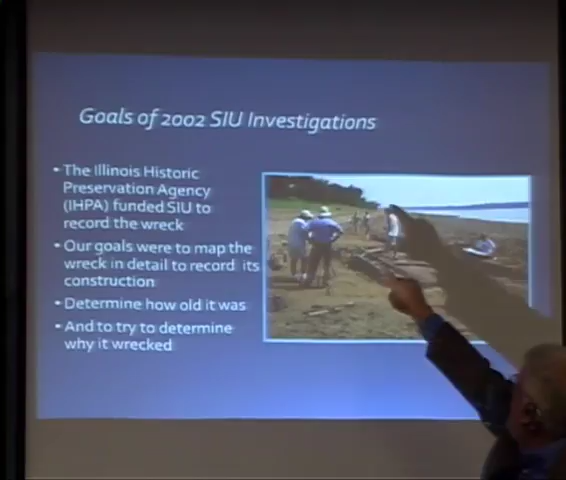 Goals of 2002 SIU Investigations
• The Illinois Historic
Preservation Agency
(IHPA) funded SIU to
record the wreck
• Our goals were to map the
wreck in detail to record its
construction
• Determine how old it was
• And to try to determine
why it wrecked